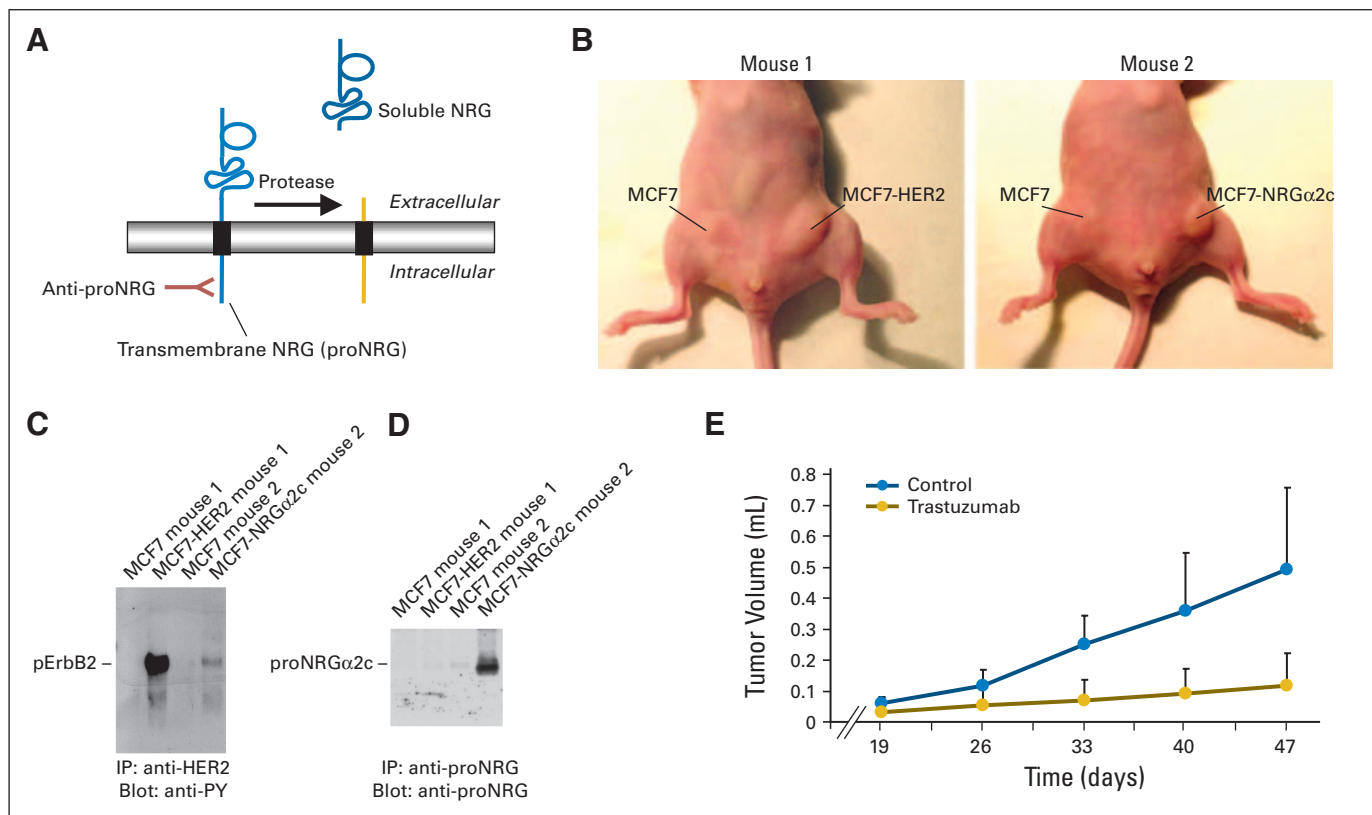 A
Soluble NRG
Protease
Extracellular
Intracellular
Anti-proNRG
Transmembrane NRG (proNRG)
B
Mouse 1
Mouse 2
MCF7
MCF7-HER2
MCF7
MCF7-NRGα2c
C
MCF7 mouse 1
MCF7-HER2 mouse 1
MCF7 mouse 2
MCF7-NRGα2c mouse 2
pErbB2 –
IP: anti-HER2
Blot: anti-PY
D
MCF7 mouse 1
MCF7-HER2 mouse 1
MCF7 mouse 2
MCF7-NRGα2c mouse 2
proNRGα2c –
IP: anti-proNRG
Blot: anti-proNRG
E
Control
Trastuzumab
Tumor Volume (mL)
0.8
0.7
0.6
0.5
0.4
0.3
0.2
0.1
0
19 26 33 40 47
Time (days)